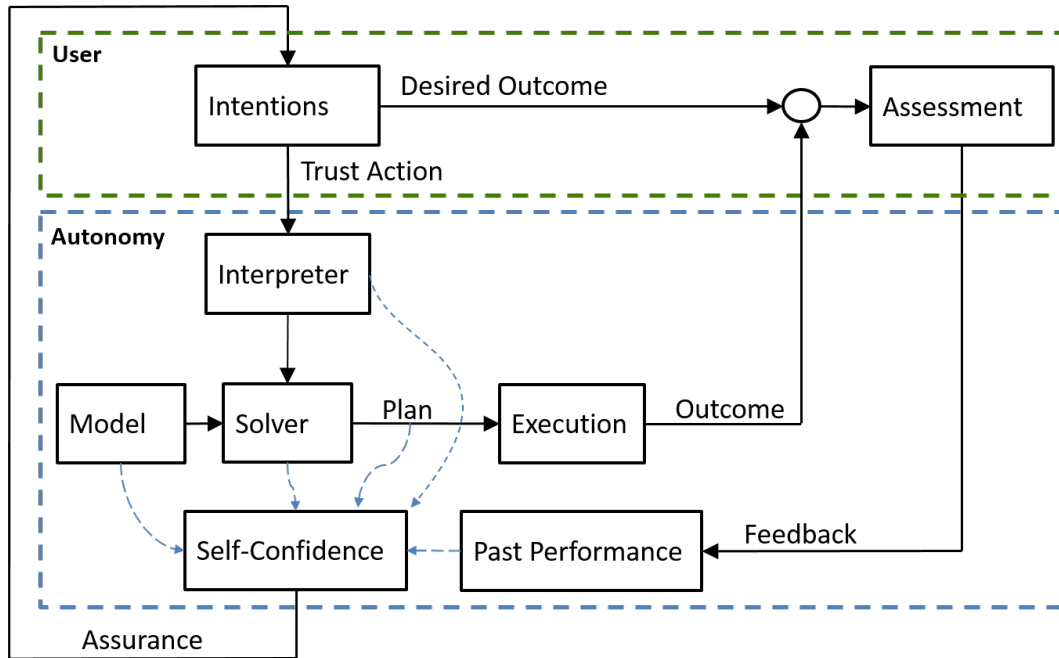 User
Intentions
Desired Outcome
Assessment
Trust Action
Autonomy
Interpreter
Model
Solver
Plan
Execution
Outcome
Self-Confidence
Past Performance
Feedback
Assurance